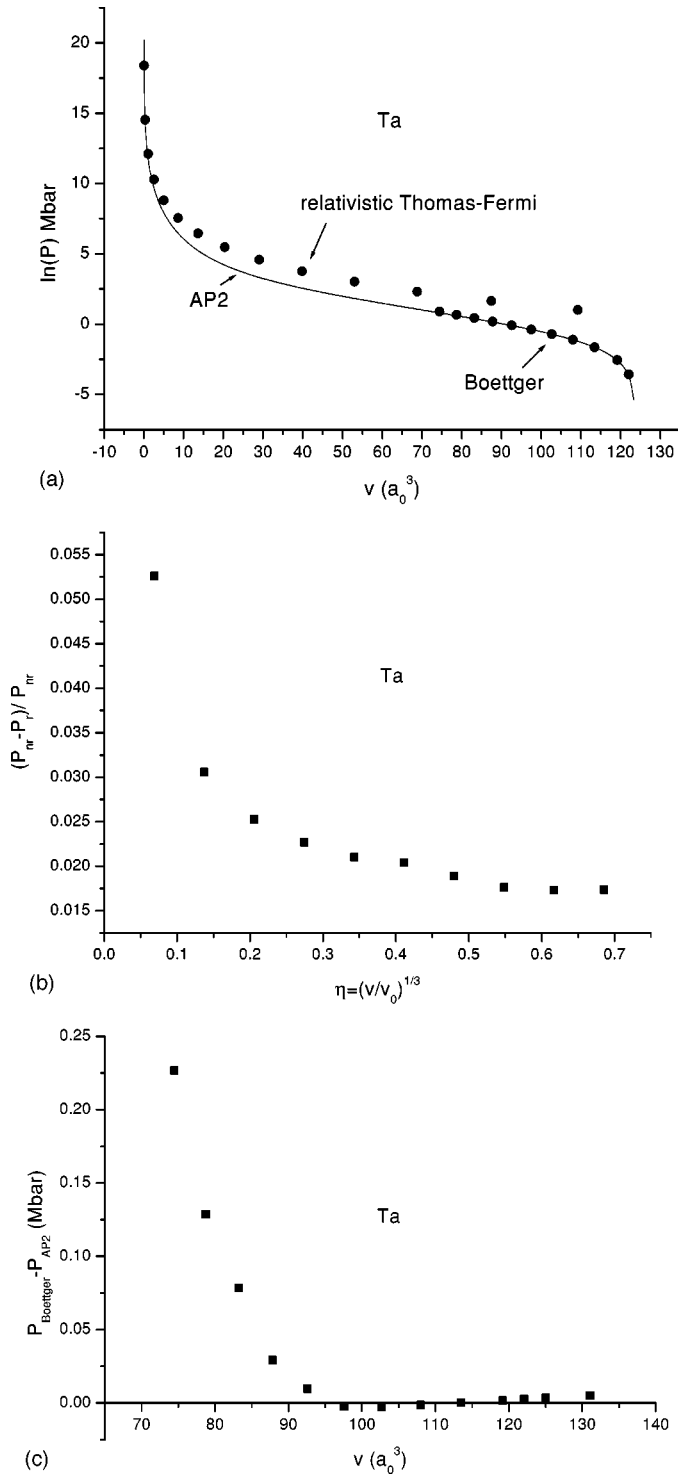 20
15
10
5
0
-5
ln(P) Mbar
Ta
relativistic Thomas-Fermi
AP2
Boettger
-10 0 10 20 30 40 50 60 70 80 90 100 110 120 130
v (a₀³)
(a)
0.055
0.050
0.045
0.040
0.035
0.030
0.025
0.020
0.015
(Pnr-Pr)/ Pnr
Ta
0.0 0.1 0.2 0.3 0.4 0.5 0.6 0.7
η=(v/v₀)^1/3
(b)
0.25
0.20
0.15
0.10
0.05
0.00
PBoettger-PAP2 (Mbar)
Ta
70 80 90 100 110 120 130 140
v (a₀³)
(c)